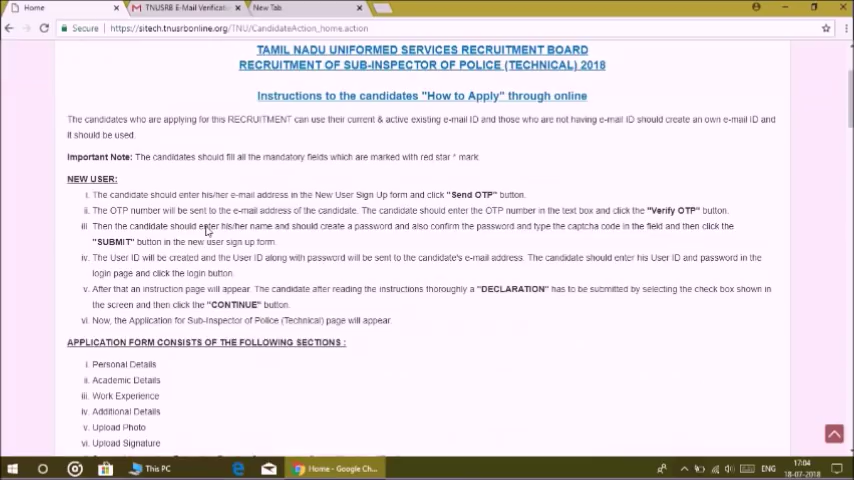 Home
TNUSRB E-Mail Verificati
New Tab
Secure
https://sitech.tnusrbonline.org/TNU/CandidateAction_home.action
TAMIL NADU UNIFORMED SERVICES RECRUITMENT BOARD
RECRUITMENT OF SUB-INSPECTOR OF POLICE (TECHNICAL) 2018
Instructions to the candidates "How to Apply" through online
The candidates who are applying for this RECRUITMENT can use their current & active existing e-mail ID and those who are not having e-mail ID should create an own e-mail ID and
it should be used.
Important Note: The candidates should fill all the mandatory fields which are marked with red star * mark.
NEW USER:
i. The candidate should enter his/her e-mail address in the New User Sign Up form and click "Send OTP" button.
ii. The OTP number will be sent to the e-mail address of the candidate. The candidate should enter the OTP number in the text box and click the "Verify OTP" button.
iii. Then the candidate should enter his/her name and should create a password and also confirm the password and type the captcha code in the field and then click the
"SUBMIT" button in the new user sign up form.
iv. The User ID will be created and the User ID along with password will be sent to the candidate's e-mail address. The candidate should enter his User ID and password in the
login page and click the login button.
v. After that an instruction page will appear. The candidate after reading the instructions thoroughly a "DECLARATION" has to be submitted by selecting the check box shown in
the screen and then click the "CONTINUE" button.
vi. Now, the Application for Sub-Inspector of Police (Technical) page will appear.
APPLICATION FORM CONSISTS OF THE FOLLOWING SECTIONS :
i. Personal Details
ii. Academic Details
iii. Work Experience
iv. Additional Details
v. Upload Photo
vi. Upload Signature
This PC
Home - Google Ch...
ENG
17:04
18-07-2018